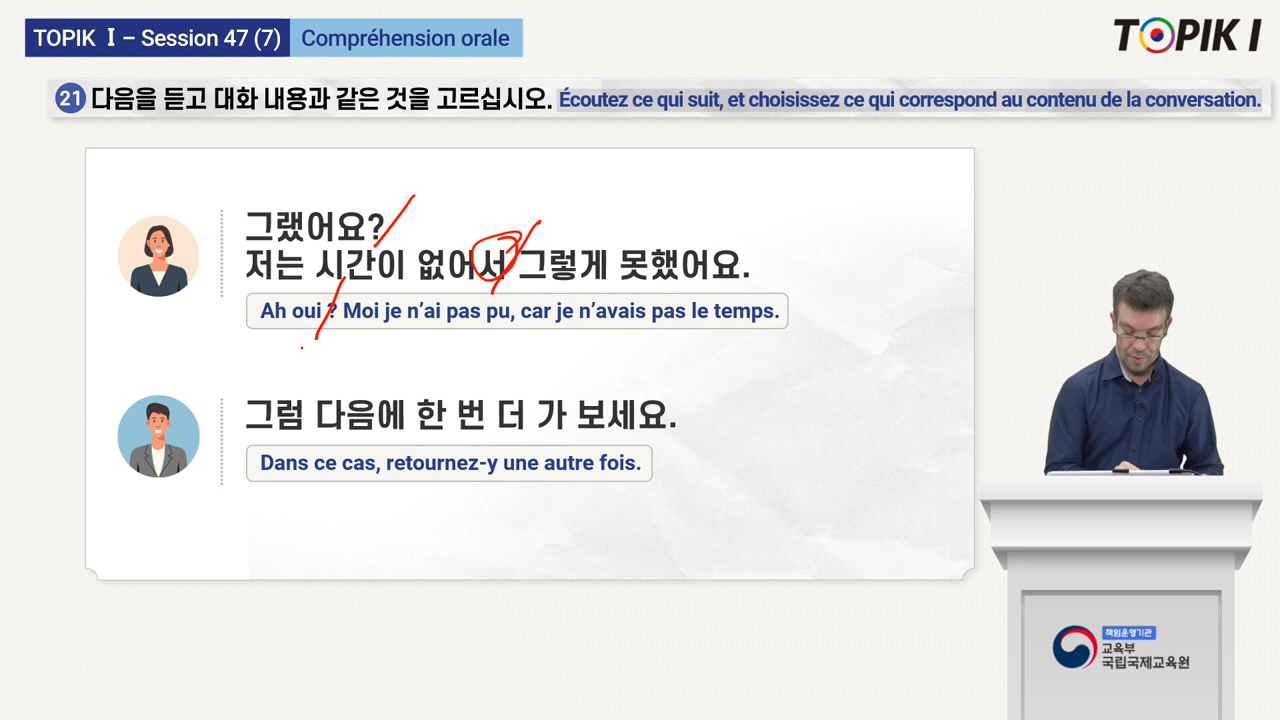 TOPIK Ⅰ – Session 47 (7) Compréhension orale
TOPIK I
21 다음을 듣고 대화 내용과 같은 것을 고르십시오. Écoutez ce qui suit, et choisissez ce qui correspond au contenu de la conversation.
그랬어요?
저는 시간이 없어서 그렇게 못했어요.
Ah oui ? Moi je n'ai pas pu, car je n'avais pas le temps.
그럼 다음에 한 번 더 가 보세요.
Dans ce cas, retournez-y une autre fois.
책임운영기관
교육부
국립국제교육원